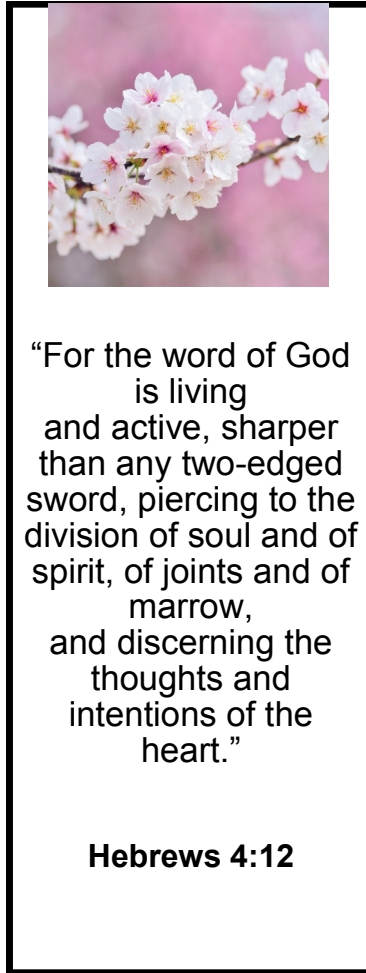 “For the word of God
is living
and active, sharper
than any two-edged
sword, piercing to the
division of soul and of
spirit, of joints and of
marrow,
and discerning the
thoughts and
intentions of the
heart.”
Hebrews 4:12